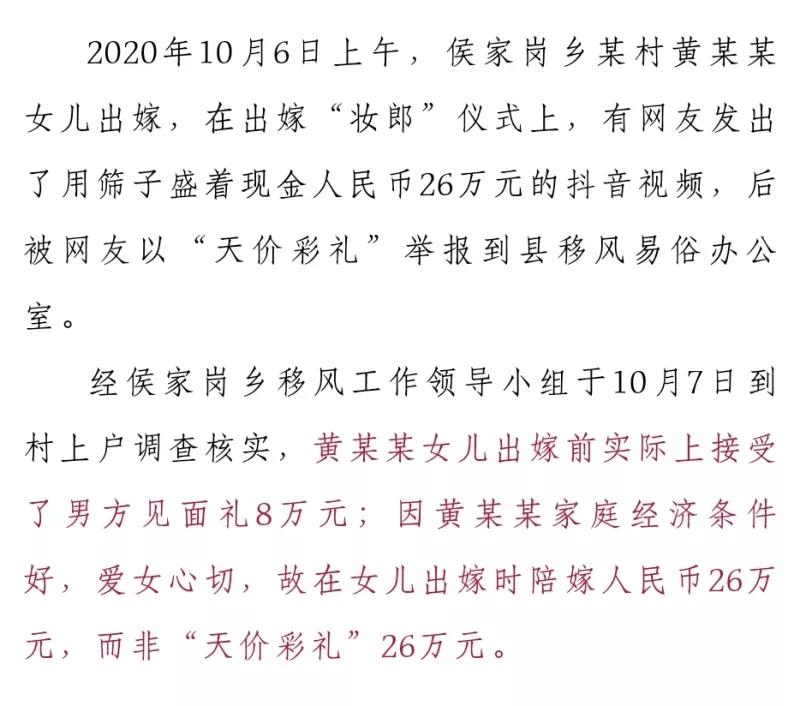 2020年10月6日上午，侯家岗乡某村黄某某
女儿出嫁，在出嫁“妆郎”仪式上，有网友发出
了用筛子盛着现金人民币26万元的抖音视频，后
被网友以“天价彩礼”举报到县移风易俗办公
室。
经侯家岗乡移风工作领导小组于10月7日到
村上户调查核实，黄某某女儿出嫁前实际上接受
了男方见面礼8万元；因黄某某家庭经济条件
好，爱女心切，故在女儿出嫁时陪嫁人民币26万
元，而非“天价彩礼”26万元。